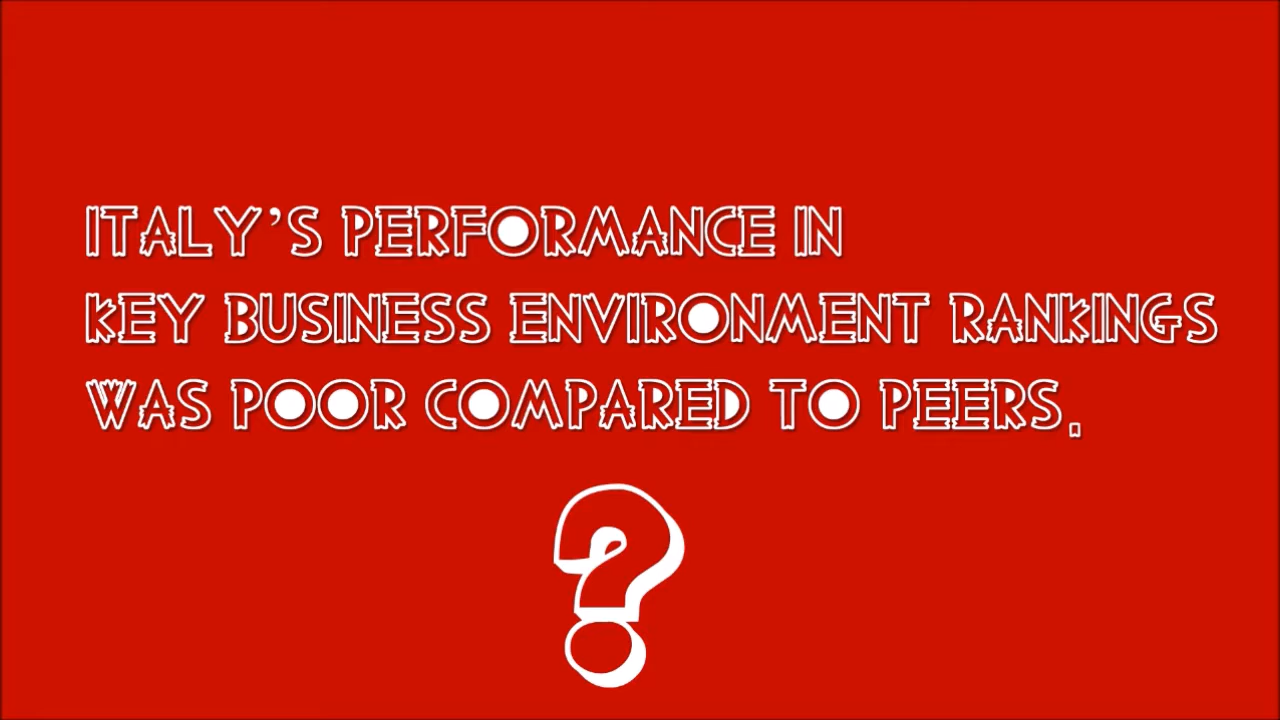 ITALY'S PERFORMANCE IN
KEY BUSINESS ENVIRONMENT RANKINGS
WAS POOR COMPARED TO PEERS.
?